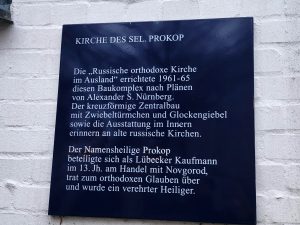 KIRCHE DES SEL. PROKOP
Die „Russische orthodoxe Kirche
im Ausland" errichtete 1961-65
diesen Baukomplex nach Plänen
von Alexander S. Nürnberg.
Der kreuzförmige Zentralbau
mit Zwiebeltürmchen und Glockengiebel
sowie die Ausstattung im Innern
erinnern an alte russische Kirchen.
Der Namensheilige Prokop
beteiligte sich als Lübecker Kaufmann
im 13. Jh. am Handel mit Novgorod,
trat zum orthodoxen Glauben über
und wurde ein verehrter Heiliger.